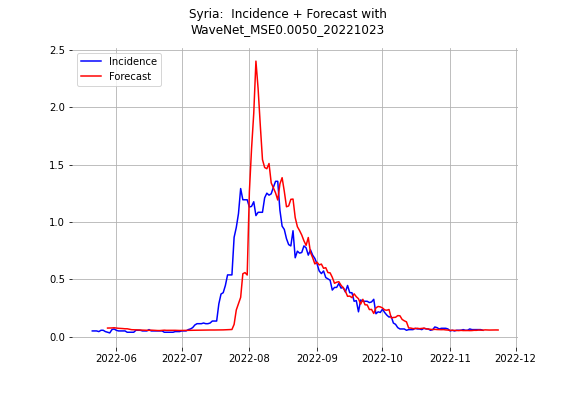 Syria:  Incidence + Forecast with
WaveNet_MSE0.0050_20221023
2.5
2.0
1.5
1.0
0.5
0.0
Incidence
Forecast
2022-06 2022-07 2022-08 2022-09 2022-10 2022-11 2022-12